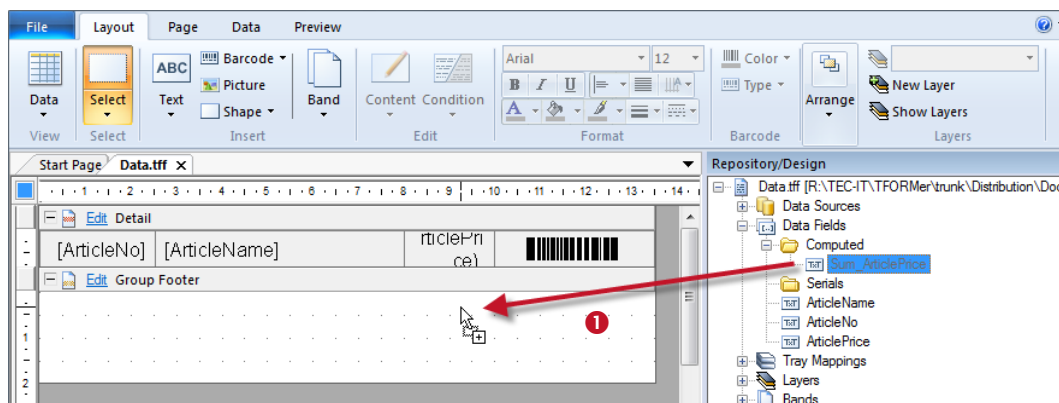 File Layout Page Data Preview
Data
View
Select
Select
ABC
Text
Barcode
Picture
Shape
Insert
Band
Content Condition
Edit
Arial 12
B I U
A
Format
Color
Type
Barcode
Arrange
New Layer
Show Layers
Layers
Start Page Data.tff X
1 2 3 4 5 6 7 8 9 10 11 12 13 14
Edit Detail
[ArticleNo] [ArticleName] rticlePri
ce)
Edit Group Footer
1
2
1
Repository/Design
Data.tff [R:\TEC-IT\TFORMer\trunk\Distribution\Doc
Data Sources
Data Fields
Computed
TxT Sum_ArticlePrice
Serials
TxT ArticleName
TxT ArticleNo
TxT ArticlePrice
Tray Mappings
Layers
Bands